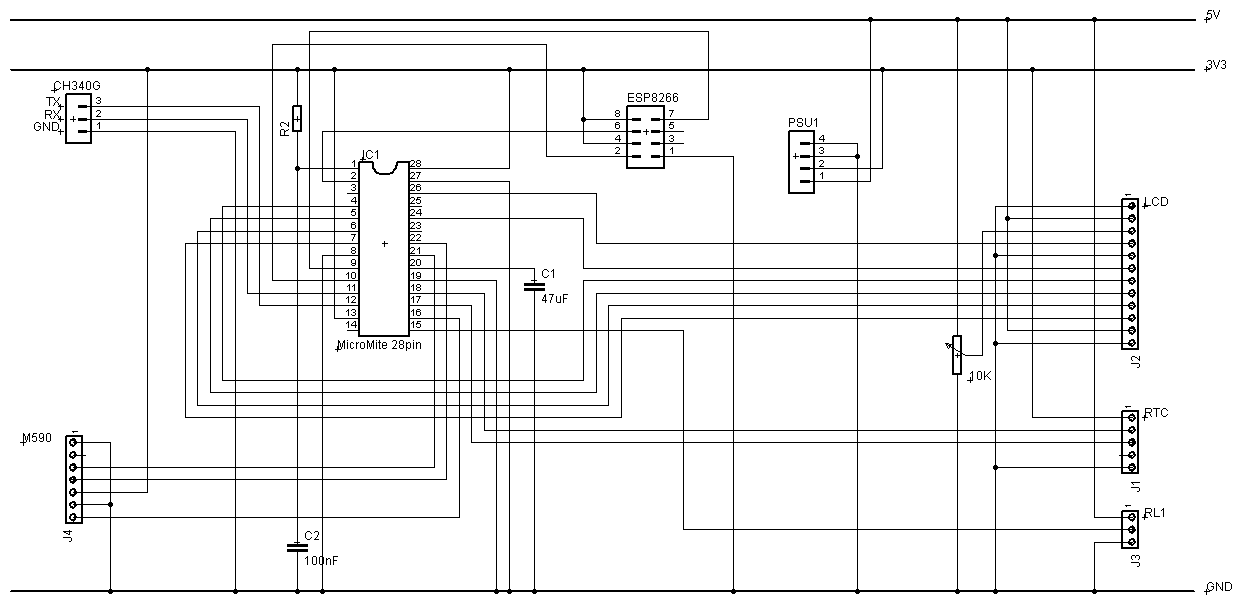 5V
3V3
CH340G
TX 3
RX 2
GND 1
R2
ESP8266
8 7
6 5
4 3
2 1
PSU1
4
3
2
1
IC1
1 28
2 27
3 26
4 25
5 24
6 23
7 22
8 21
9 20
10 19
11 18
12 17
13 16
14 15
MicroMite 28pin
C1
47uF
1
LCD
J2
10K
1
RTC
J1
M590
1
J4
C2
100nF
1
RL1
J3
GND